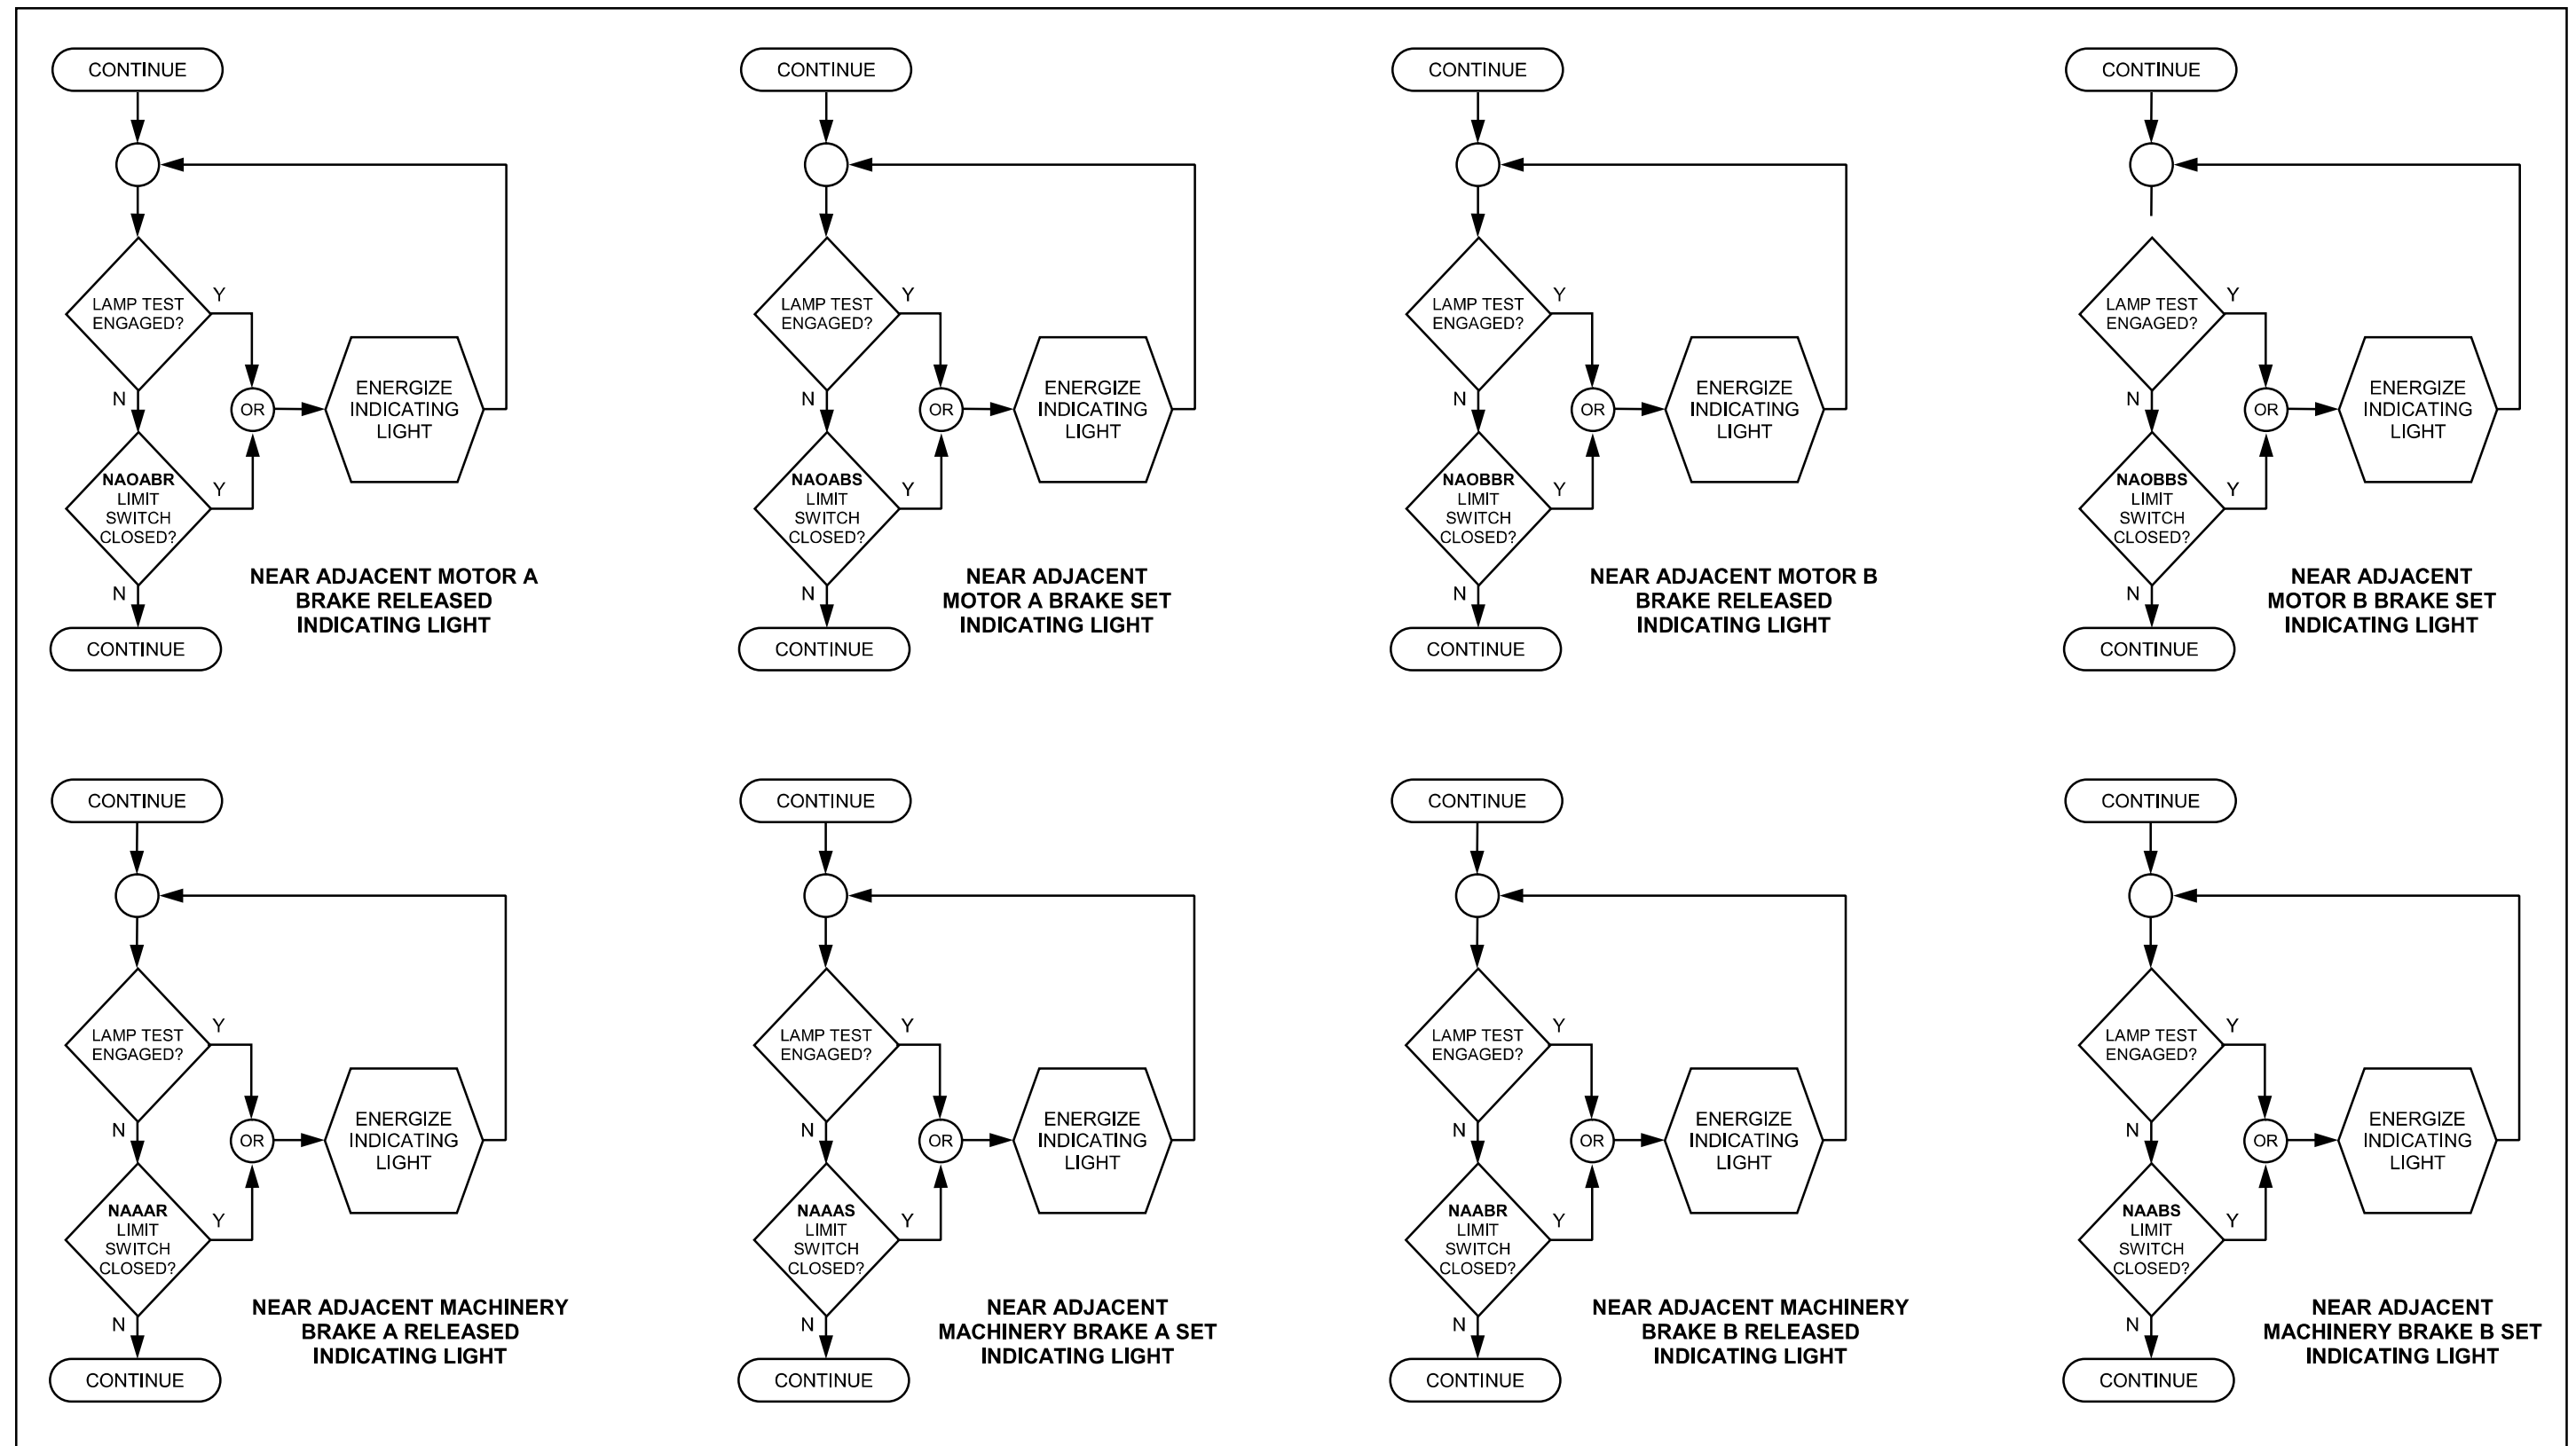 CONTINUE
LAMP TEST
ENGAGED?
Y
N
OR
ENERGIZE
INDICATING
LIGHT
NAOABR
LIMIT
SWITCH
CLOSED?
Y
N
NEAR ADJACENT MOTOR A
BRAKE RELEASED
INDICATING LIGHT
CONTINUE
CONTINUE
LAMP TEST
ENGAGED?
Y
N
OR
ENERGIZE
INDICATING
LIGHT
NAOABS
LIMIT
SWITCH
CLOSED?
Y
N
NEAR ADJACENT
MOTOR A BRAKE SET
INDICATING LIGHT
CONTINUE
CONTINUE
LAMP TEST
ENGAGED?
Y
N
OR
ENERGIZE
INDICATING
LIGHT
NAOBBR
LIMIT
SWITCH
CLOSED?
Y
N
NEAR ADJACENT MOTOR B
BRAKE RELEASED
INDICATING LIGHT
CONTINUE
CONTINUE
LAMP TEST
ENGAGED?
Y
N
OR
ENERGIZE
INDICATING
LIGHT
NAOBBS
LIMIT
SWITCH
CLOSED?
Y
N
NEAR ADJACENT
MOTOR B BRAKE SET
INDICATING LIGHT
CONTINUE
CONTINUE
LAMP TEST
ENGAGED?
Y
N
OR
ENERGIZE
INDICATING
LIGHT
NAAAR
LIMIT
SWITCH
CLOSED?
Y
N
NEAR ADJACENT MACHINERY
BRAKE A RELEASED
INDICATING LIGHT
CONTINUE
CONTINUE
LAMP TEST
ENGAGED?
Y
N
OR
ENERGIZE
INDICATING
LIGHT
NAAAS
LIMIT
SWITCH
CLOSED?
Y
N
NEAR ADJACENT
MACHINERY BRAKE A SET
INDICATING LIGHT
CONTINUE
CONTINUE
LAMP TEST
ENGAGED?
Y
N
OR
ENERGIZE
INDICATING
LIGHT
NAABR
LIMIT
SWITCH
CLOSED?
Y
N
NEAR ADJACENT MACHINERY
BRAKE B RELEASED
INDICATING LIGHT
CONTINUE
CONTINUE
LAMP TEST
ENGAGED?
Y
N
OR
ENERGIZE
INDICATING
LIGHT
NAABS
LIMIT
SWITCH
CLOSED?
Y
N
NEAR ADJACENT
MACHINERY BRAKE B SET
INDICATING LIGHT
CONTINUE